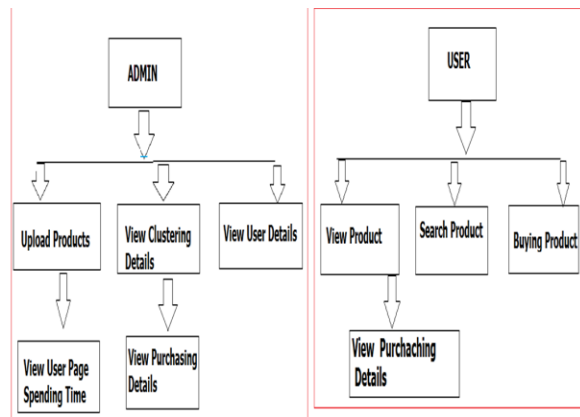 ADMIN
Upload Products
View Clustering
Details
View User Details
View User Page
Spending Time
View Purchasing
Details
USER
View Product
Search Product
Buying Product
View Purchaching
Details